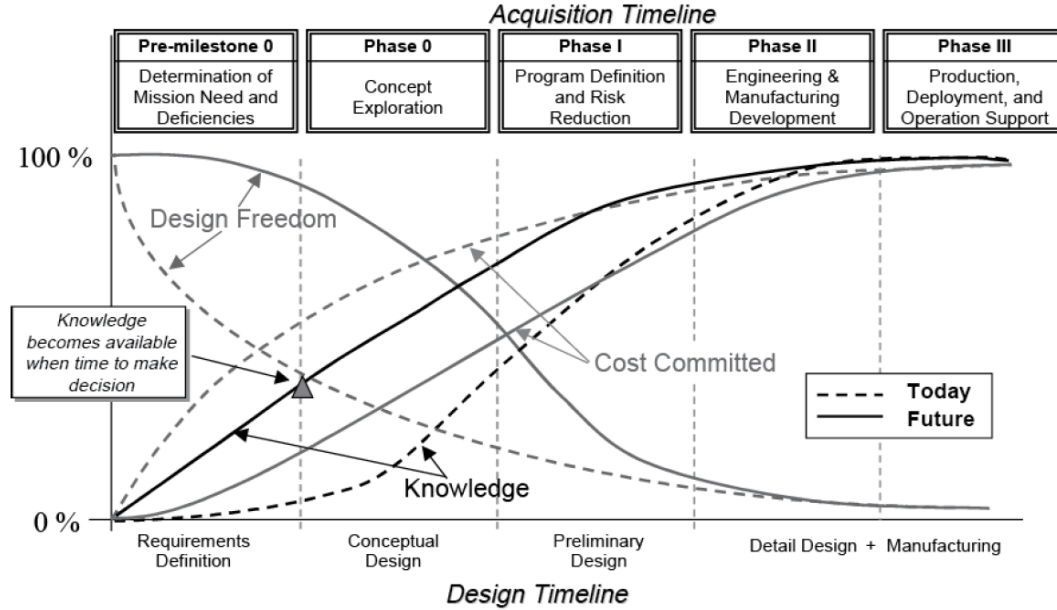 Acquisition Timeline
Pre-milestone 0
Determination of
Mission Need and
Deficiencies
Phase 0
Concept
Exploration
Phase I
Program Definition
and Risk
Reduction
Phase II
Engineering &
Manufacturing
Development
Phase III
Production,
Deployment, and
Operation Support
100 %
Design Freedom
Knowledge
becomes available
when time to make
decision
Cost Committed
Today
Future
Knowledge
0 %
Requirements
Definition
Conceptual
Design
Preliminary
Design
Detail Design + Manufacturing
Design Timeline